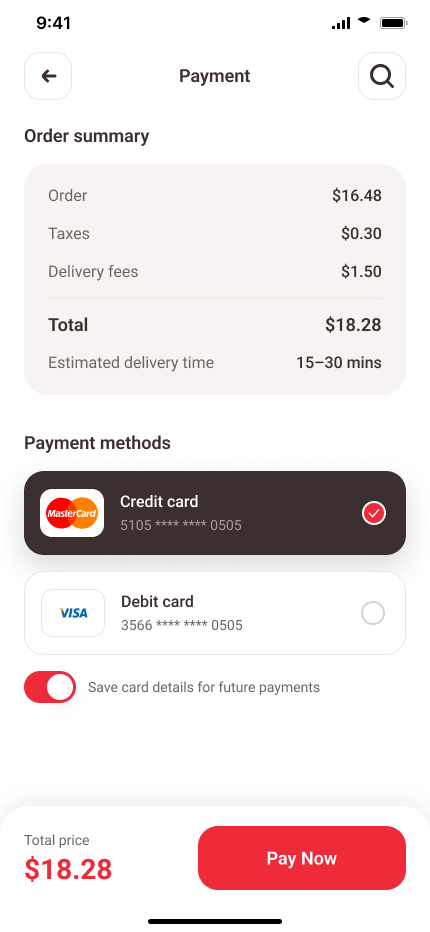 9:41
Payment
Order summary
Order $16.48
Taxes $0.30
Delivery fees $1.50
Total $18.28
Estimated delivery time 15–30 mins
Payment methods
MasterCard
Credit card
5105 **** **** 0505
VISA
Debit card
3566 **** **** 0505
Save card details for future payments
Total price
$18.28
Pay Now